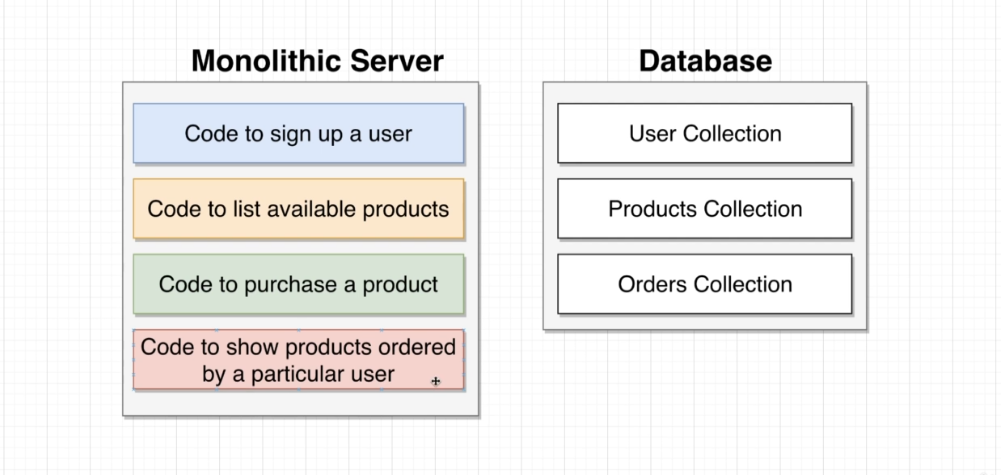 Monolithic Server
Code to sign up a user
Code to list available products
Code to purchase a product
Code to show products ordered
by a particular user
Database
User Collection
Products Collection
Orders Collection